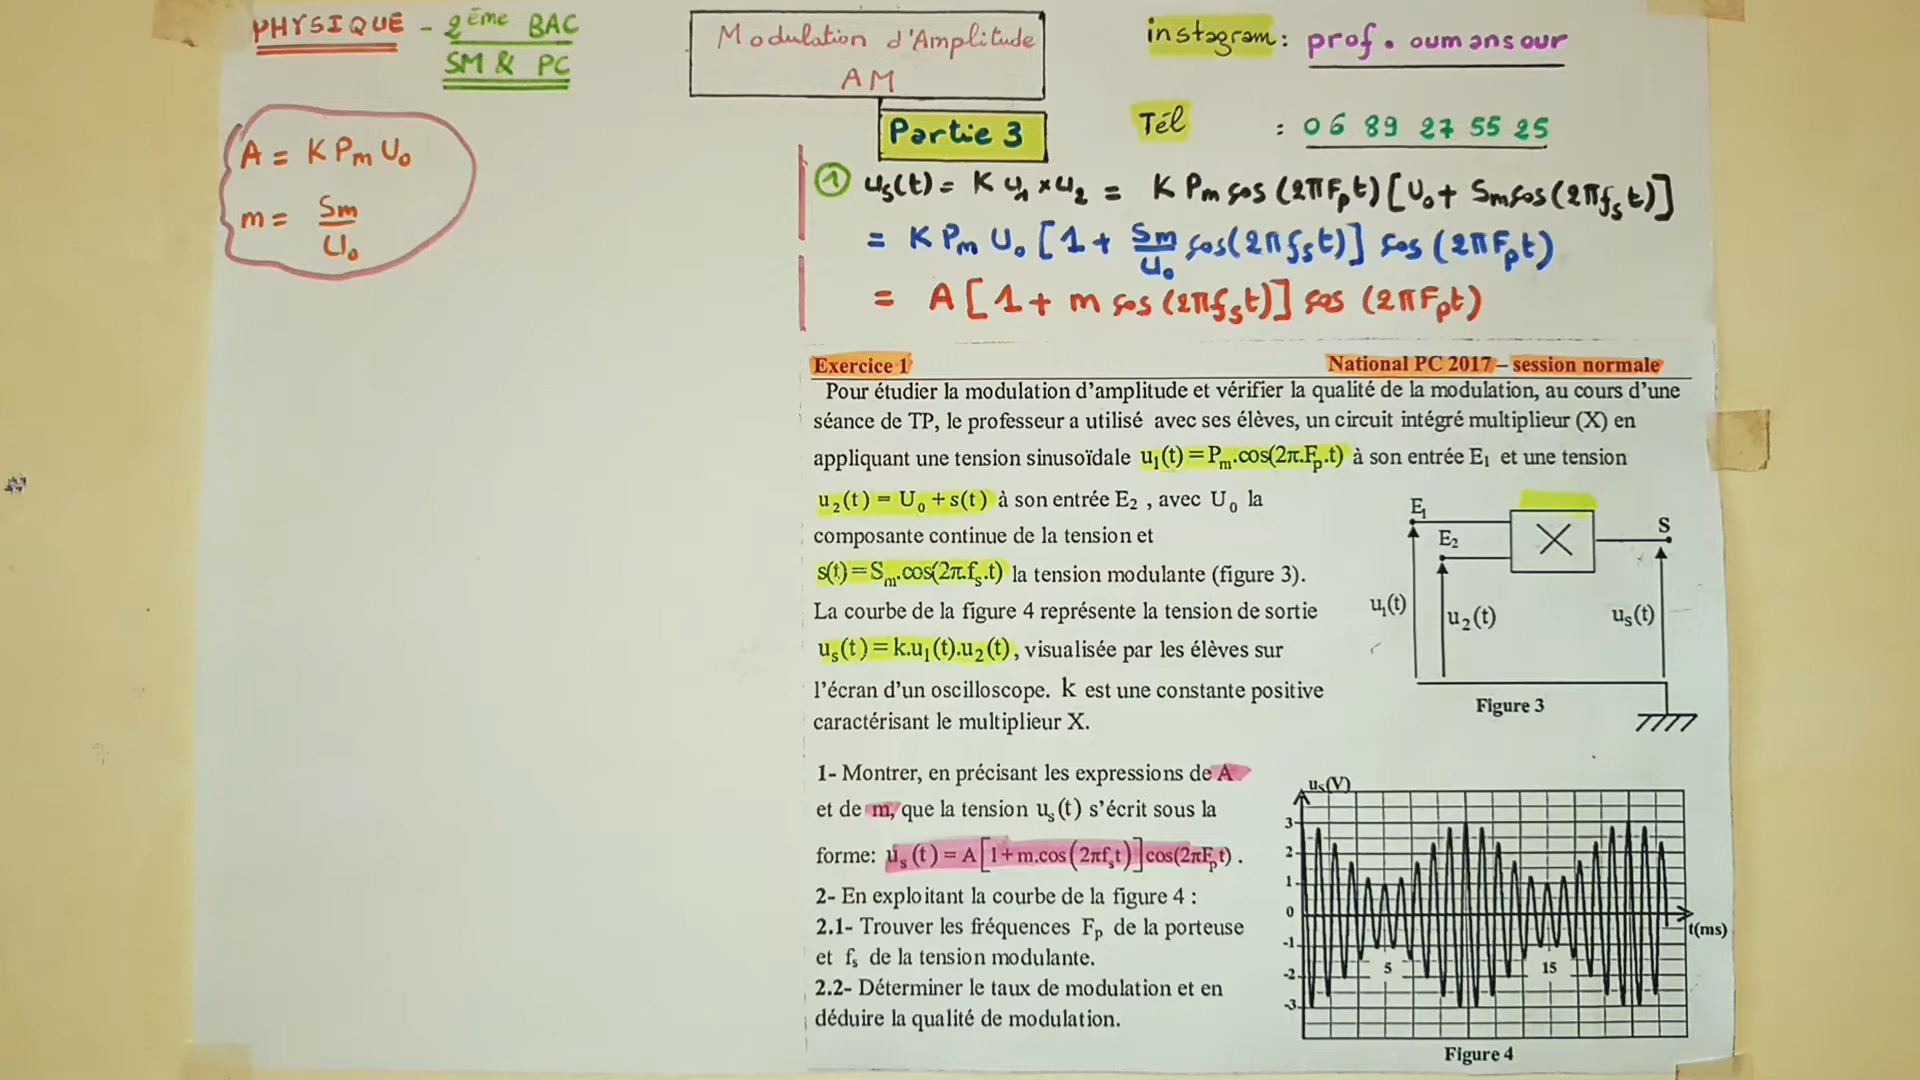 PHYSIQUE - 2ème BAC
SM & PC
Modulation d'Amplitude
AM
Partie 3
instagram : prof.oumansour
Tél : 06 89 27 55 25
A = K Pm U₀
m = Sm/U₀
① us(t) = K u₁ × u₂ = K Pm cos (2πFpt) [U₀ + Sm cos (2πfst)]
= K Pm U₀ [1 + Sm/U₀ cos(2πfst)] cos (2πFpt)
= A [1 + m cos (2πfst)] cos (2πFpt)
Exercice 1 National PC 2017 – session normale
Pour étudier la modulation d'amplitude et vérifier la qualité de la modulation, au cours d'une
séance de TP, le professeur a utilisé avec ses élèves, un circuit intégré multiplieur (X) en
appliquant une tension sinusoïdale u₁(t) = Pm.cos(2π.Fp.t) à son entrée E₁ et une tension
u₂(t) = U₀ + s(t) à son entrée E₂ , avec U₀ la
composante continue de la tension et
s(t) = Sm.cos(2π.fs.t) la tension modulante (figure 3).
La courbe de la figure 4 représente la tension de sortie
us(t) = k.u₁(t).u₂(t), visualisée par les élèves sur
l'écran d'un oscilloscope. k est une constante positive
caractérisant le multiplieur X.
E₁
E₂
X
S
u₁(t)
u₂(t)
us(t)
Figure 3
1- Montrer, en précisant les expressions de A
et de m, que la tension us(t) s'écrit sous la
forme: us(t) = A[1+m.cos(2πfst)]cos(2πFpt) .
2- En exploitant la courbe de la figure 4 :
2.1- Trouver les fréquences Fp de la porteuse
et fs de la tension modulante.
2.2- Déterminer le taux de modulation et en
déduire la qualité de modulation.
us(V)
3
2
1
0
-1
-2
-3
5
15
t(ms)
Figure 4